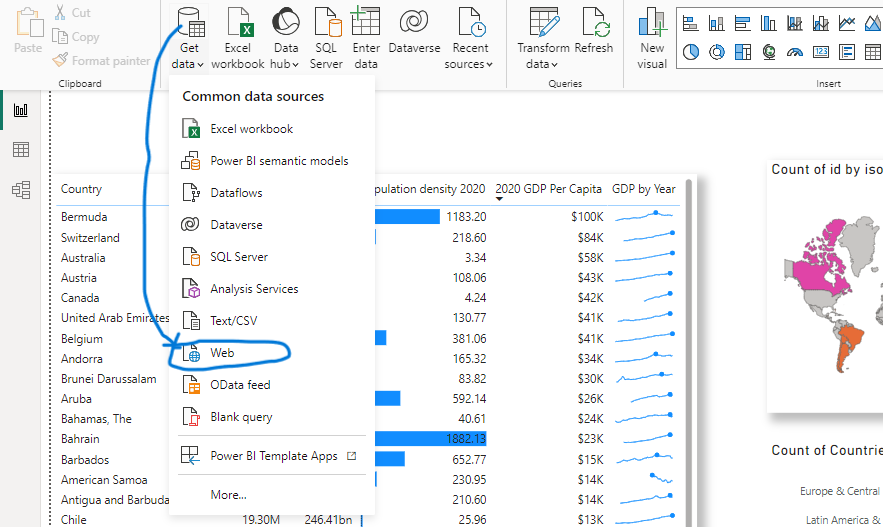 Paste
Cut
Copy
Format painter
Clipboard
Get data
Excel workbook
Data hub
SQL Server
Enter data
Dataverse
Recent sources
Transform data
Refresh
Queries
New visual
123
Insert
Common data sources
Excel workbook
Power BI semantic models
Dataflows
Dataverse
SQL Server
Analysis Services
Text/CSV
Web
OData feed
Blank query
Power BI Template Apps
More...
Country 2020 GDP Per Capita GDP by Year
density 2020
Bermuda 1183.20 $100K
Switzerland 218.60 $84K
Australia 3.34 $58K
Austria 108.06 $43K
Canada 4.24 $42K
United Arab Emirates 130.77 $41K
Belgium 381.06 $41K
Andorra 165.32 $34K
Brunei Darussalam 83.82 $30K
Aruba 592.14 $26K
Bahamas, The 40.61 $24K
Bahrain 1882.13 $23K
Barbados 652.77 $15K
American Samoa 230.95 $14K
Antigua and Barbuda 210.60 $14K
Chile 19.30M 246.41bn 25.96 $13K
Count of id by iso
Count of Countrie
Europe & Central
Latin America &